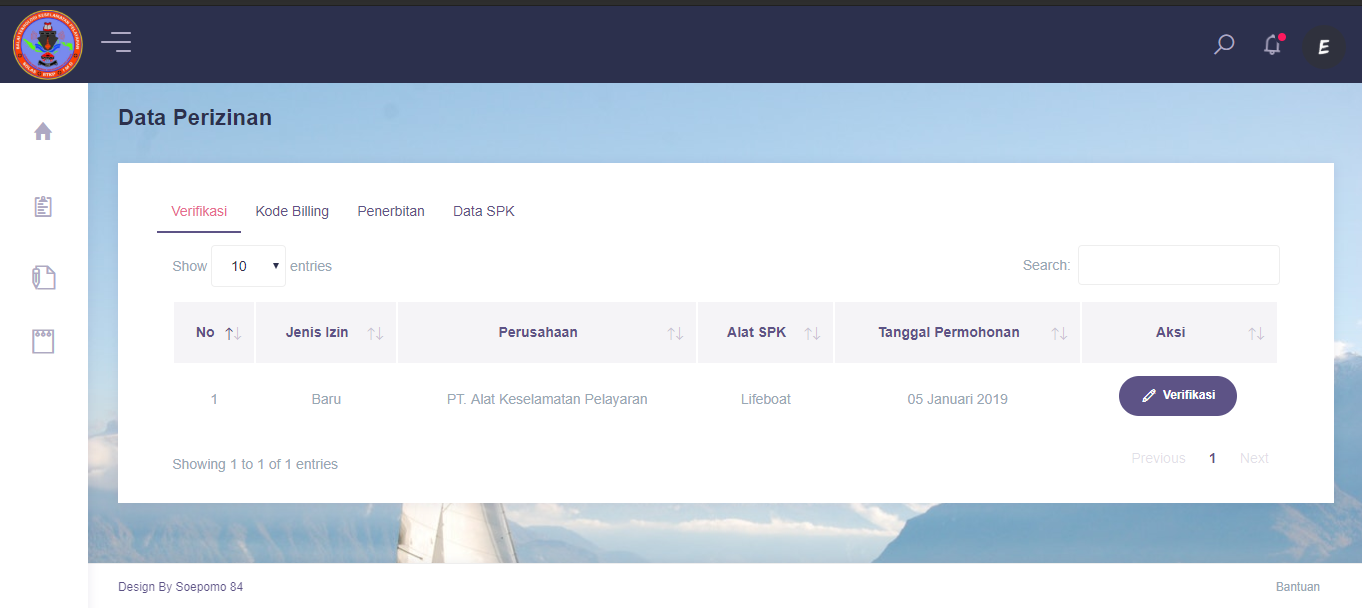 E
Data Perizinan
Verifikasi Kode Billing Penerbitan Data SPK
Show 10 entries Search:
No Jenis Izin Perusahaan Alat SPK Tanggal Permohonan Aksi
1 Baru PT. Alat Keselamatan Pelayaran Lifeboat 05 Januari 2019 Verifikasi
Showing 1 to 1 of 1 entries Previous 1 Next
Design By Soepomo 84 Bantuan